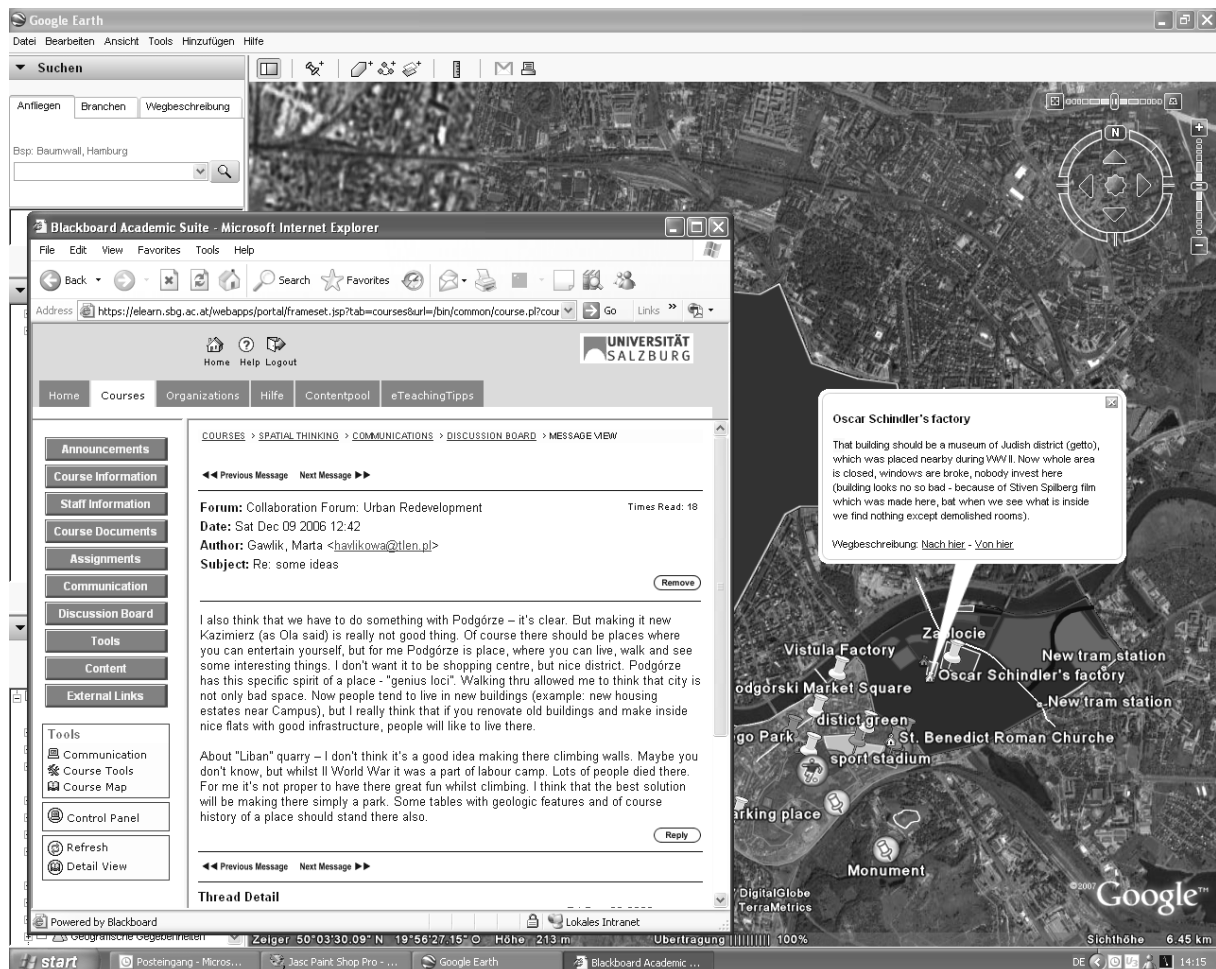 Google Earth
Datei Bearbeiten Ansicht Tools Hinzufügen Hilfe
Suchen
Anfliegen Branchen Wegbeschreibung
Bsp: Baumwall, Hamburg
N
Blackboard Academic Suite - Microsoft Internet Explorer
File Edit View Favorites Tools Help
Back Search Favorites
Address https://elearn.sbg.ac.at/webapps/portal/frameset.jsp?tab=courses&url=/bin/common/course.pl?cour Go Links »
Home Help Logout
UNIVERSITÄT
SALZBURG
Home Courses Organizations Hilfe Contentpool eTeachingTipps
Announcements
Course Information
Staff Information
Course Documents
Assignments
Communication
Discussion Board
Tools
Content
External Links
Tools
Communication
Course Tools
Course Map
Control Panel
Refresh
Detail View
COURSES > SPATIAL THINKING > COMMUNICATIONS > DISCUSSION BOARD > MESSAGE VIEW
Previous Message Next Message
Forum: Collaboration Forum: Urban Redevelopment Times Read: 18
Date: Sat Dec 09 2006 12:42
Author: Gawlik, Marta <havlikowa@tlen.pl>
Subject: Re: some ideas
Remove
I also think that we have to do something with Podgórze – it's clear. But making it new
Kazimierz (as Ola said) is really not good thing. Of course there should be places where
you can entertain yourself, but for me Podgórze is place, where you can live, walk and see
some interesting things. I don't want it to be shopping centre, but nice district. Podgórze
has this specific spirit of a place - "genius loci". Walking thru allowed me to think that city is
not only bad space. Now people tend to live in new buildings (example: new housing
estates near Campus), but I really think that if you renovate old buildings and make inside
nice flats with good infrastructure, people will like to live there.
About "Liban" quarry – I don't think it's a good idea making there climbing walls. Maybe you
don't know, but whilst II World War it was a part of labour camp. Lots of people died there.
For me it's not proper to have there great fun whilst climbing. I think that the best solution
will be making there simply a park. Some tables with geologic features and of course
history of a place should stand there also.
Reply
Previous Message Next Message
Thread Detail
Powered by Blackboard Lokales Intranet
Oscar Schindler's factory
That building should be a museum of Judish district (getto),
which was placed nearby during WW II. Now whole area
is closed, windows are broke, nobody invest here
(building looks no so bad - because of Stiven Spilberg film
which was made here, bat when we see what is inside
we find nothing except demolished rooms).
Wegbeschreibung: Nach hier - Von hier
Zablocie
Vistula Factory
New tram station
Oscar Schindler's factory
odgorski Market Square
New tram station
distict green
go Park
St. Benedict Roman Churche
sport stadium
arking place
Monument
DigitalGlobe
TerraMetrics
©2007 Google™
Geografische Gegebenheiten
Zeiger 50°03'30.09" N 19°56'27.15" O Höhe 213 m Übertragung 100% Sichthöhe 6.45 km
start Posteingang - Micros... Jasc Paint Shop Pro - ... Google Earth Blackboard Academic ... DE 14:15